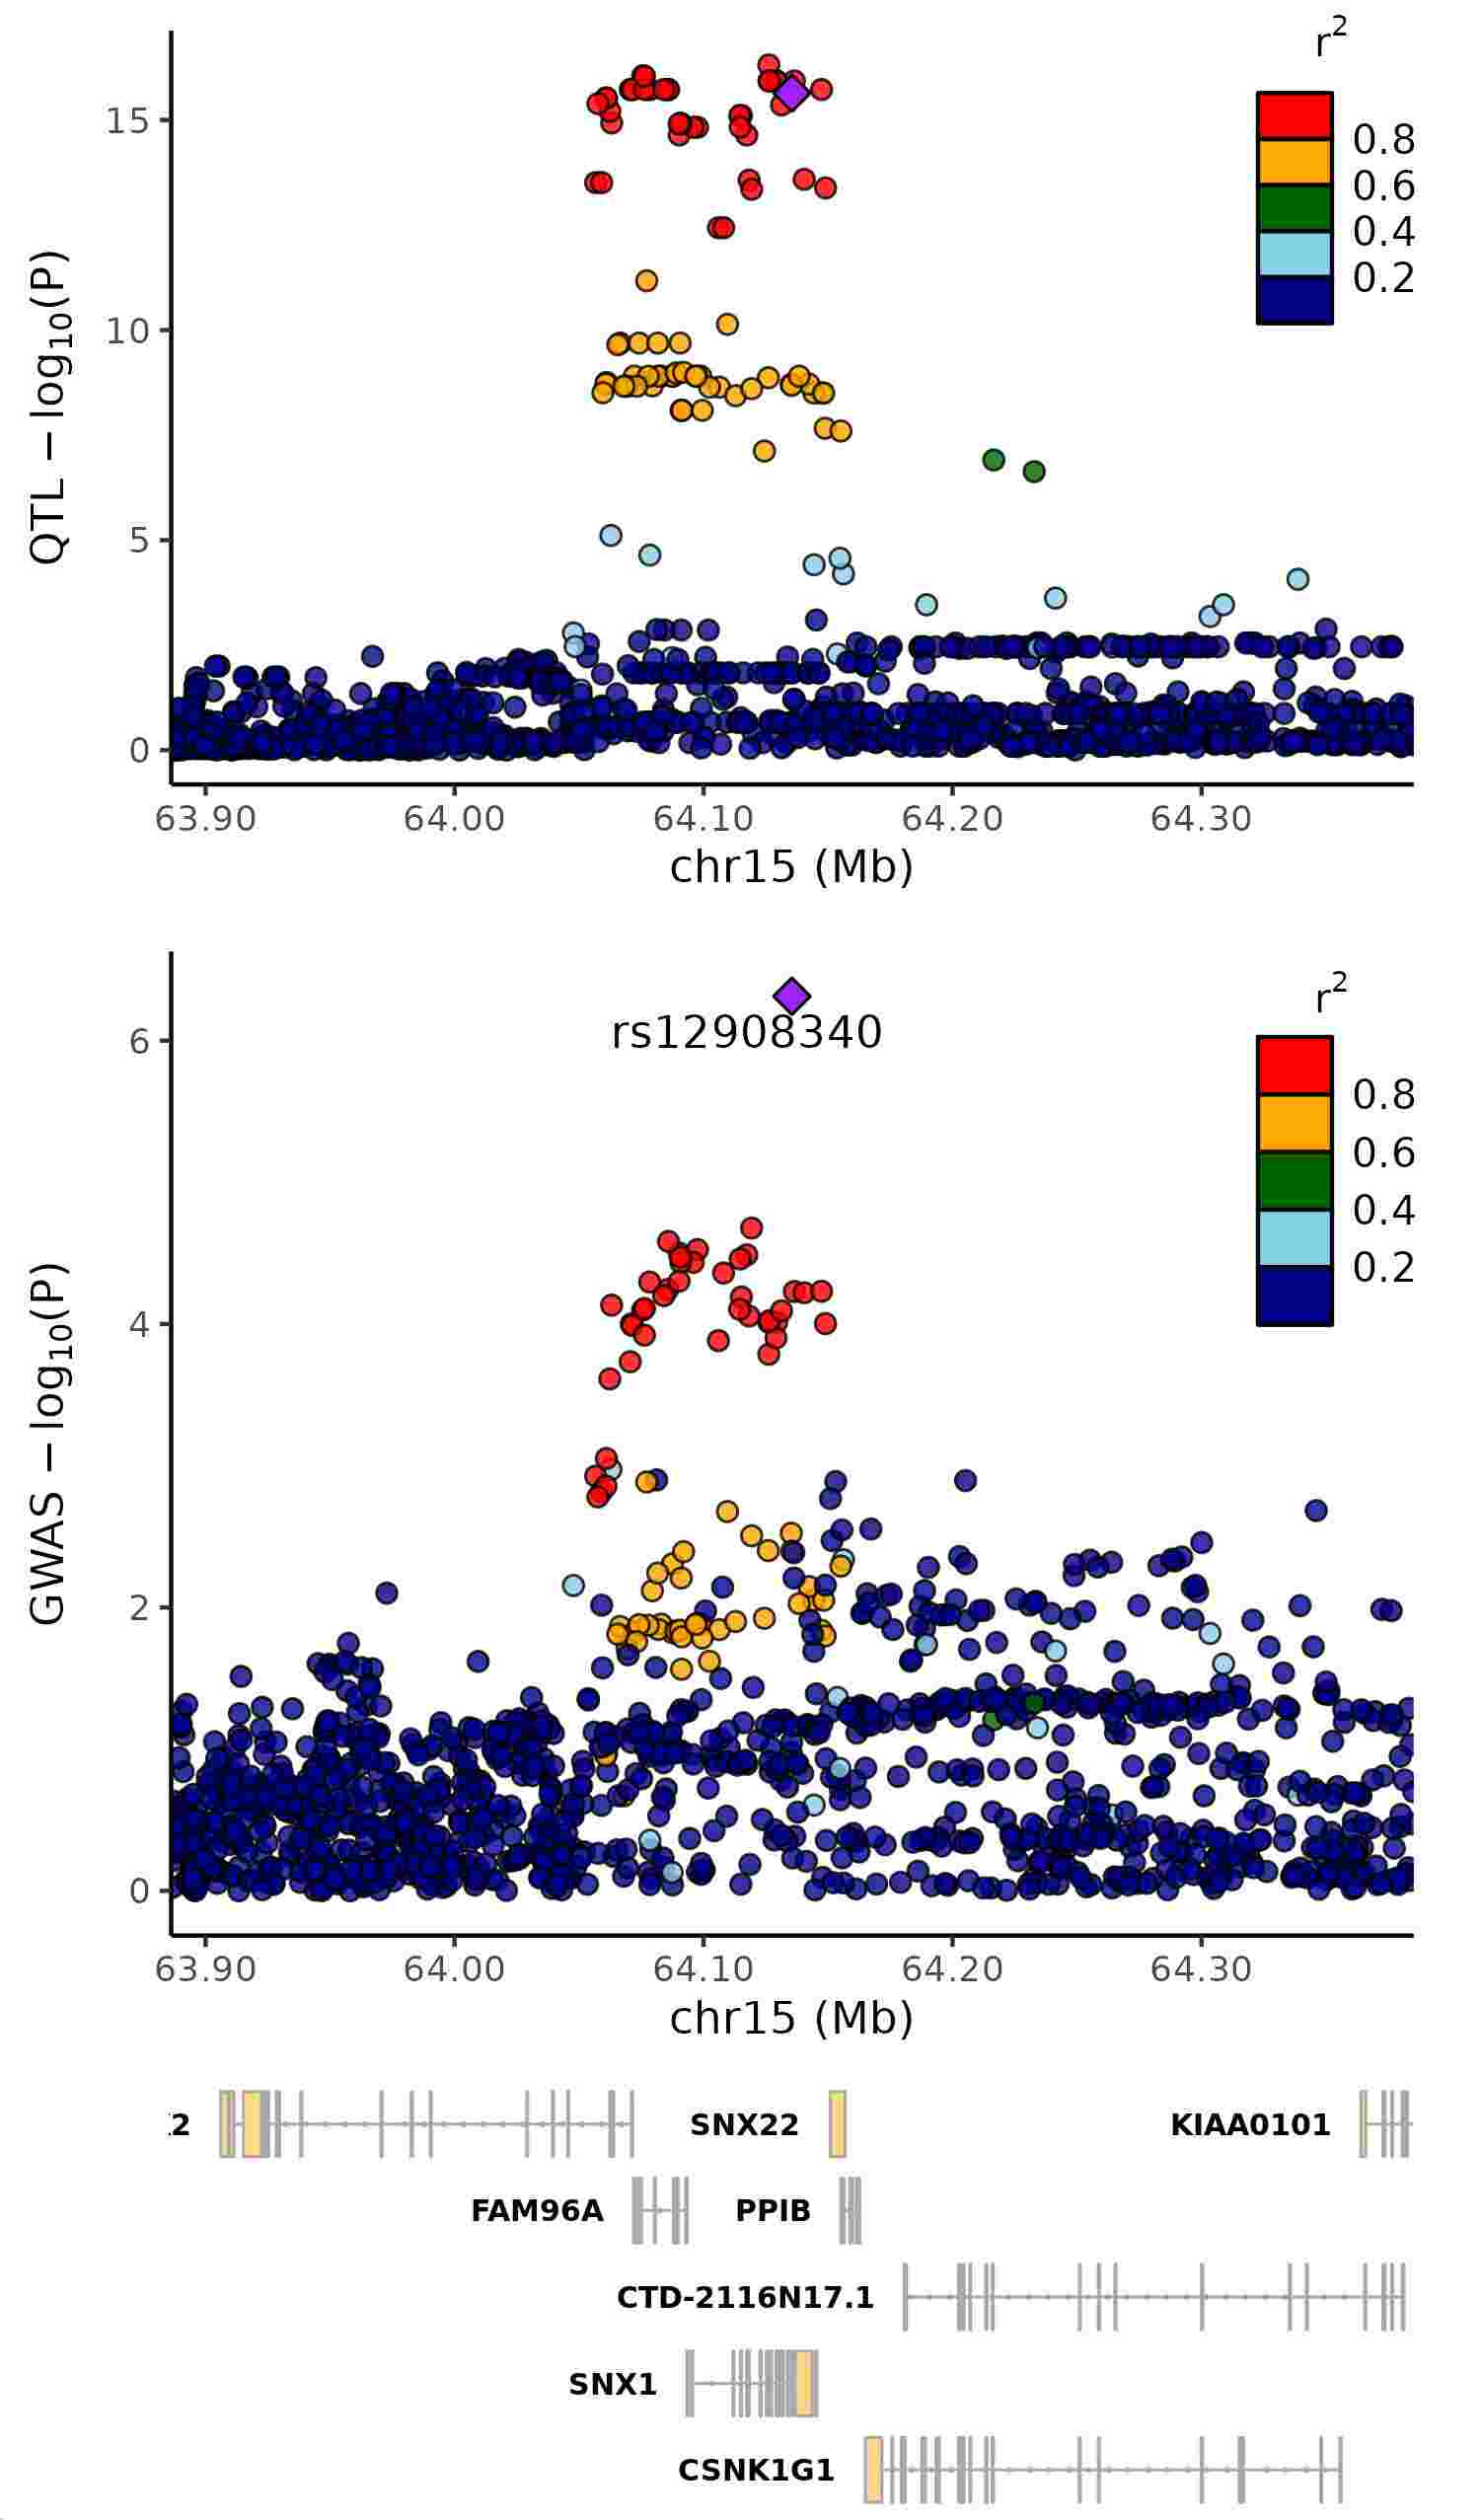 r2
15
0.8
0.6
0.4
0.2
10
5
0
QTL − log10(P)
63.90 64.00 64.10 64.20 64.30
chr15 (Mb)
r2
rs12908340
6
0.8
0.6
0.4
0.2
4
2
0
GWAS − log10(P)
63.90 64.00 64.10 64.20 64.30
chr15 (Mb)
2 SNX22 KIAA0101
FAM96A PPIB
CTD-2116N17.1
SNX1
CSNK1G1